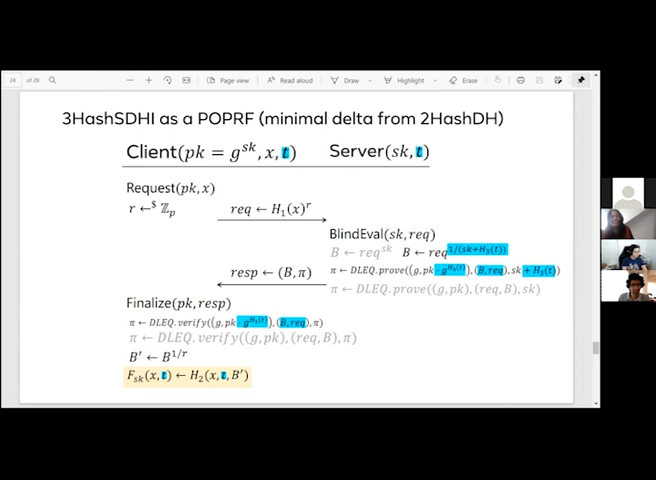 24 of 28 Page view Read aloud Draw Highlight Erase
3HashSDHI as a POPRF (minimal delta from 2HashDH)
Client(pk = g^sk, x, t) Server(sk, t)
Request(pk, x)
r ←$ ℤp req ← H₁(x)^r
BlindEval(sk, req)
B ← req^sk B ← req^1/(sk+H₃(t))
π ← DLEQ.prove((g, pk · g^H₃(t)), (B, req), sk + H₃(t))
resp ← (B, π) π ← DLEQ.prove((g, pk), (req, B), sk)
Finalize(pk, resp)
π ← DLEQ.verify((g, pk · g^H₃(t)), (B, req), π)
π ← DLEQ.verify((g, pk), (req, B), π)
B′ ← B^1/r
F_sk(x, t) ← H₂(x, t, B′)